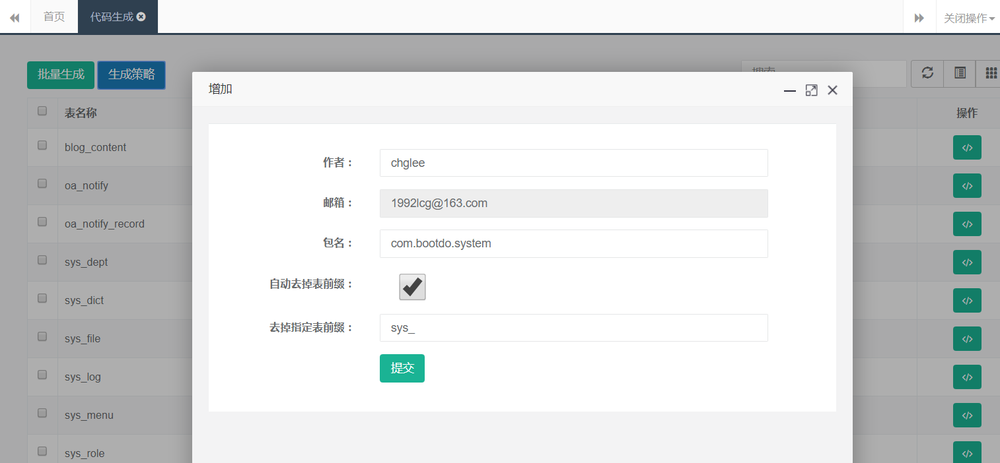 首页
代码生成
关闭操作
批量生成
生成策略
搜索
增加
表名称
操作
blog_content
oa_notify
oa_notify_record
sys_dept
sys_dict
sys_file
sys_log
sys_menu
sys_role
作者：
chglee
邮箱：
1992lcg@163.com
包名：
com.bootdo.system
自动去掉表前缀：
去掉指定表前缀：
sys_
提交